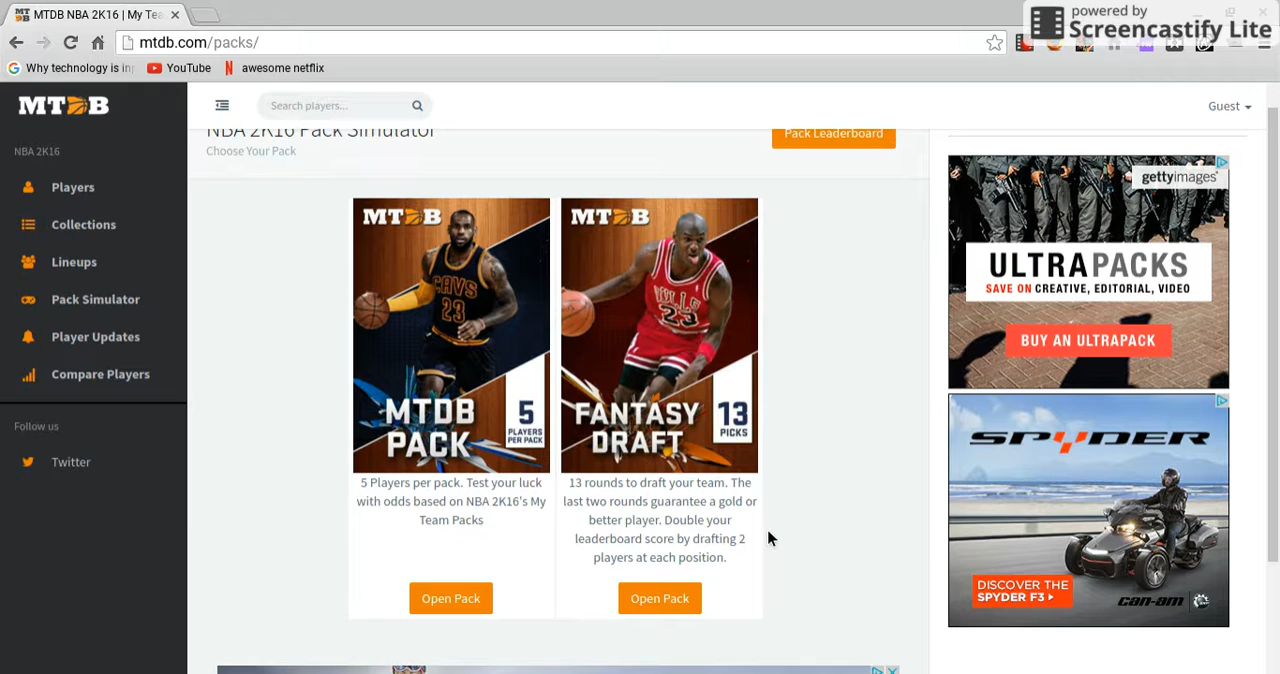 MTDB NBA 2K16 | My Tea
powered by
Screencastify Lite
mtdb.com/packs/
Why technology is in
YouTube
awesome netflix
MTDB
Search players...
Guest
NBA 2K16
Players
Collections
Lineups
Pack Simulator
Player Updates
Compare Players
Follow us
Twitter
NBA 2K16 Pack Simulator
Choose Your Pack
Pack Leaderboard
MTDB
CAVS
23
MTDB
PACK
5
PLAYERS
PER PACK
5 Players per pack. Test your luck
with odds based on NBA 2K16's My
Team Packs
Open Pack
MTDB
BULLS
23
FANTASY
DRAFT
13
PICKS
13 rounds to draft your team. The
last two rounds guarantee a gold or
better player. Double your
leaderboard score by drafting 2
players at each position.
Open Pack
gettyimages
ULTRAPACKS
SAVE ON CREATIVE, EDITORIAL, VIDEO
BUY AN ULTRAPACK
SPYDER
DISCOVER THE
SPYDER F3
can-am